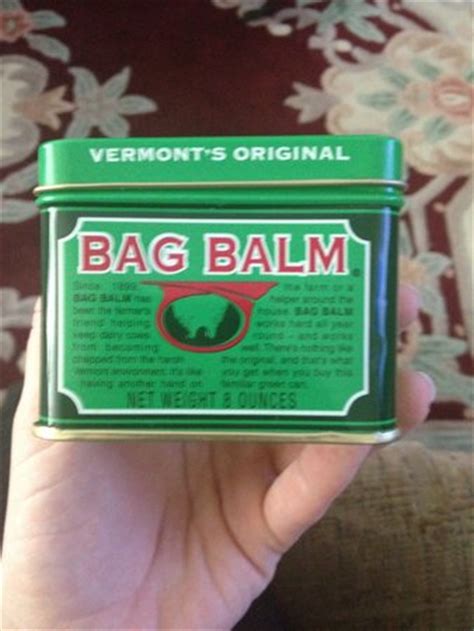 VERMONT'S ORIGINAL
BAG BALM®
Since 1899,
BAG BALM has
been the farmer's
friend helping
keep dairy cows
from becoming
chapped from the harsh
Vermont environment. It's like
having another hand on
the farm or a
helper around the
house. BAG BALM
works hard all year
round - and works
well. There's nothing like
the original, and that's what
you get when you buy this
familiar green can.
NET WEIGHT 8 OUNCES